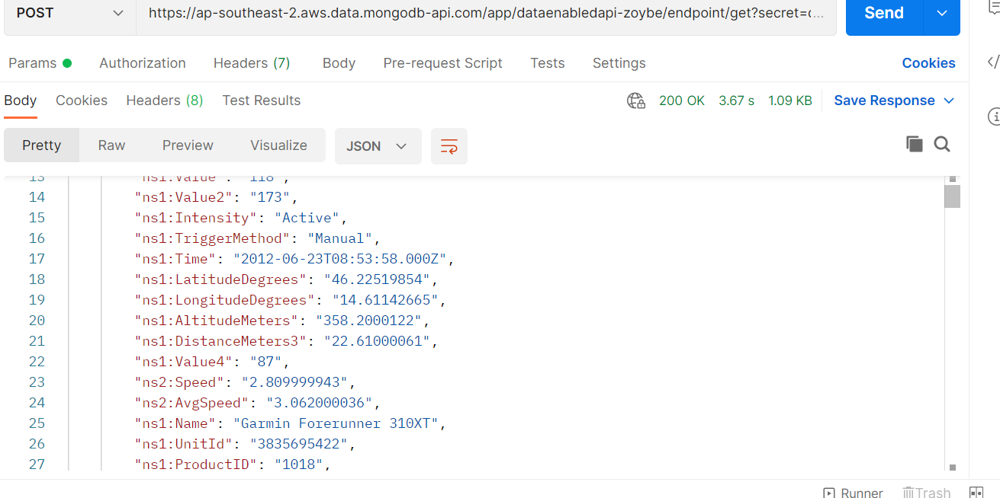 POST https://ap-southeast-2.aws.data.mongodb-api.com/app/dataenabledapi-zoybe/endpoint/get?secret=c... Send
Params Authorization Headers (7) Body Pre-request Script Tests Settings Cookies
Body Cookies Headers (8) Test Results 200 OK 3.67 s 1.09 KB Save Response
Pretty Raw Preview Visualize JSON
13 "ns1:Value": "118",
14 "ns1:Value2": "173",
15 "ns1:Intensity": "Active",
16 "ns1:TriggerMethod": "Manual",
17 "ns1:Time": "2012-06-23T08:53:58.000Z",
18 "ns1:LatitudeDegrees": "46.22519854",
19 "ns1:LongitudeDegrees": "14.61142665",
20 "ns1:AltitudeMeters": "358.2000122",
21 "ns1:DistanceMeters3": "22.61000061",
22 "ns1:Value4": "87",
23 "ns2:Speed": "2.809999943",
24 "ns2:AvgSpeed": "3.062000036",
25 "ns1:Name": "Garmin Forerunner 310XT",
26 "ns1:UnitId": "3835695422",
27 "ns1:ProductID": "1018",
Runner Trash